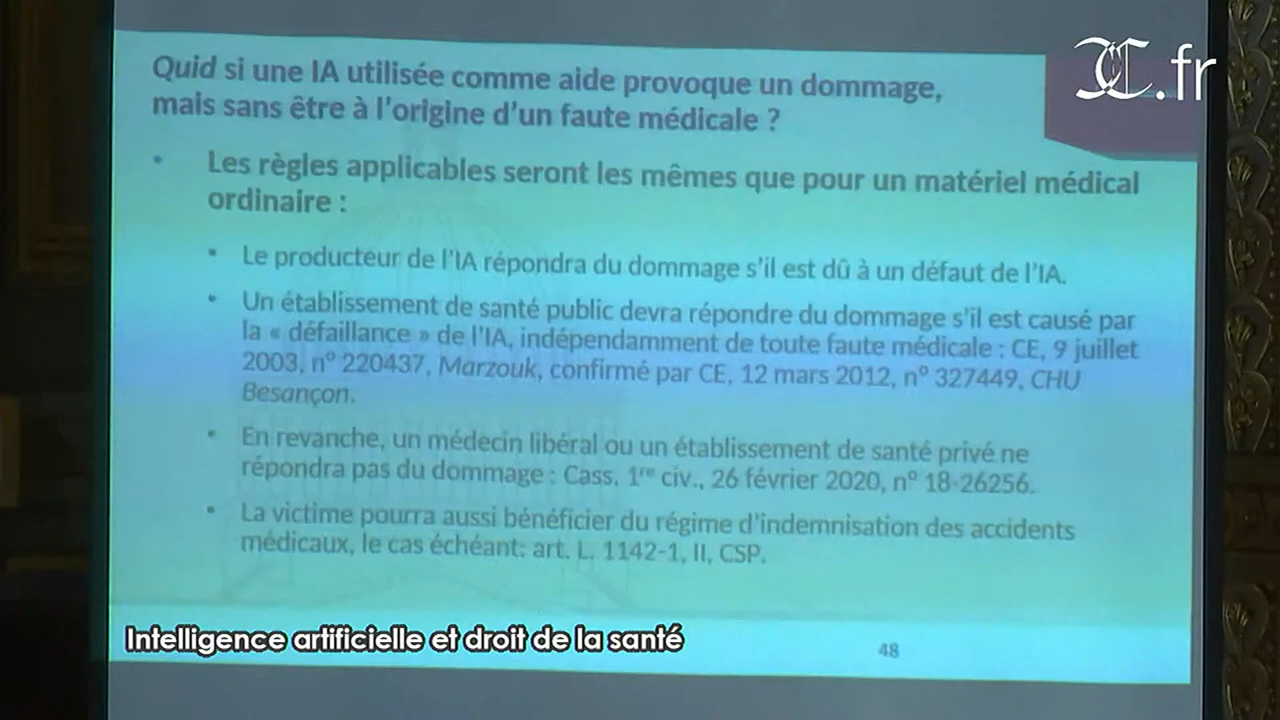 Quid si une IA utilisée comme aide provoque un dommage,
mais sans être à l'origine d'un faute médicale ?
• Les règles applicables seront les mêmes que pour un matériel médical
ordinaire :
• Le producteur de l'IA répondra du dommage s'il est dû à un défaut de l'IA.
• Un établissement de santé public devra répondre du dommage s'il est causé par
la « défaillance » de l'IA, indépendamment de toute faute médicale : CE, 9 juillet
2003, nº 220437, Marzouk, confirmé par CE, 12 mars 2012, nº 327449, CHU
Besançon.
• En revanche, un médecin libéral ou un établissement de santé privé ne
répondra pas du dommage : Cass. 1re civ., 26 février 2020, nº 18-26256.
• La victime pourra aussi bénéficier du régime d'indemnisation des accidents
médicaux, le cas échéant: art. L. 1142-1, II, CSP.
Intelligence artificielle et droit de la santé
48
.fr